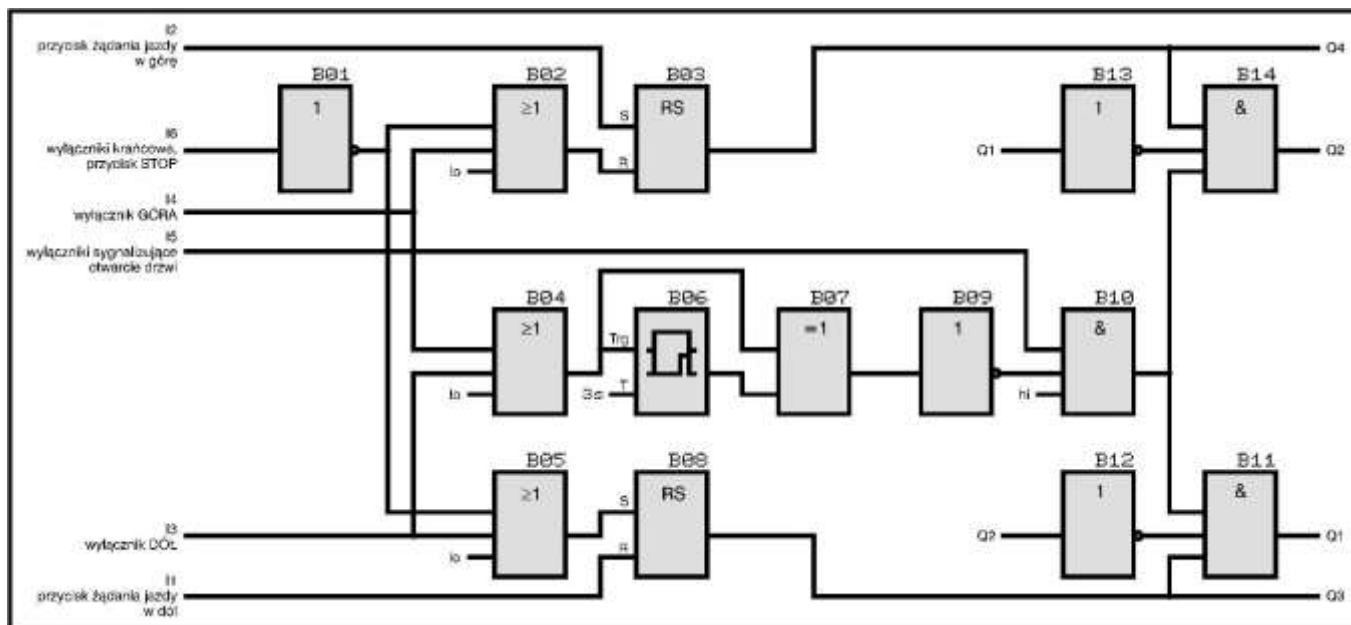 I2
przycisk żądania jazdy
w górę
B01
1
I6
wyłączniki krańcowe,
przycisk STOP
I4
wyłącznik GÓRA
I5
wyłączniki sygnalizujące
otwarcie drzwi
B02
≥1
lo
B03
RS
S
R
B13
1
Q1
B14
&
Q4
Q2
B04
≥1
lo
B06
Trg
T
3s
B07
=1
B09
1
B10
&
hi
B05
≥1
lo
B08
RS
S
R
B12
1
Q2
B11
&
Q1
Q3
I3
wyłącznik DÓŁ
I1
przycisk żądania jazdy
w dół